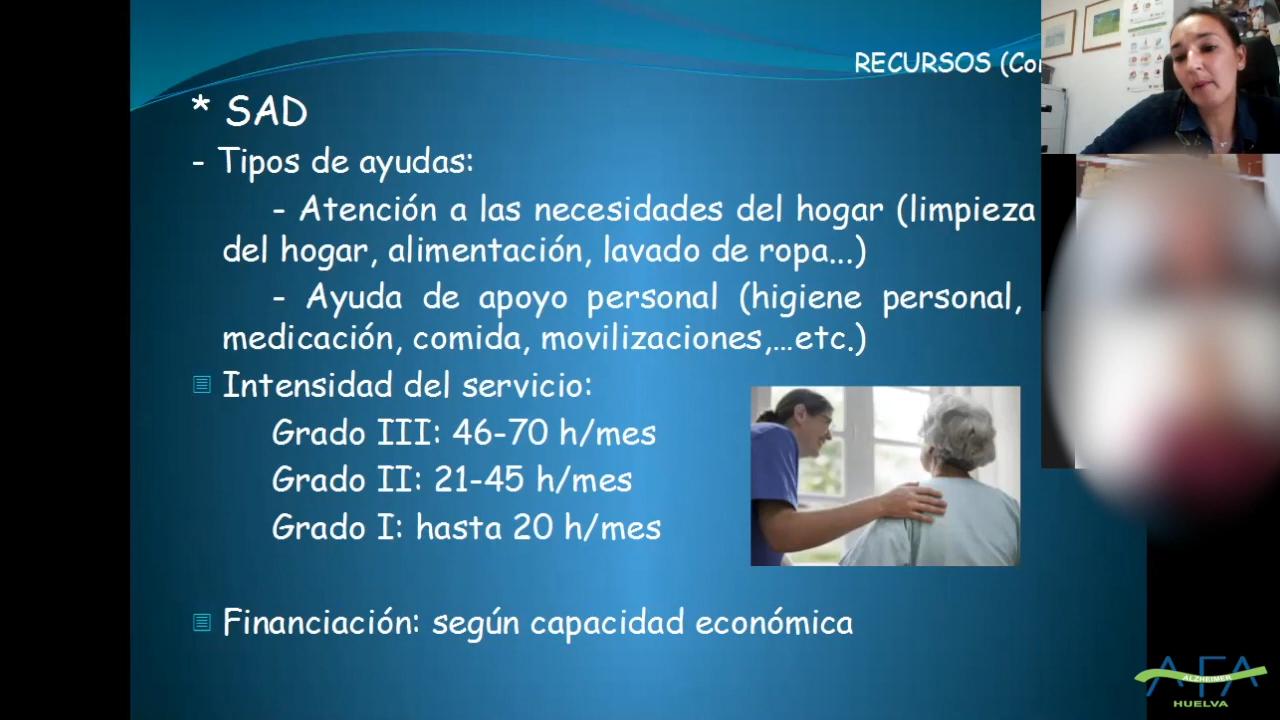 RECURSOS (Co
* SAD
- Tipos de ayudas:
- Atención a las necesidades del hogar (limpieza
del hogar, alimentación, lavado de ropa...)
- Ayuda de apoyo personal (higiene personal,
medicación, comida, movilizaciones,...etc.)
Intensidad del servicio:
Grado III: 46-70 h/mes
Grado II: 21-45 h/mes
Grado I: hasta 20 h/mes
Financiación: según capacidad económica
AFA
ALZHEIMER
HUELVA